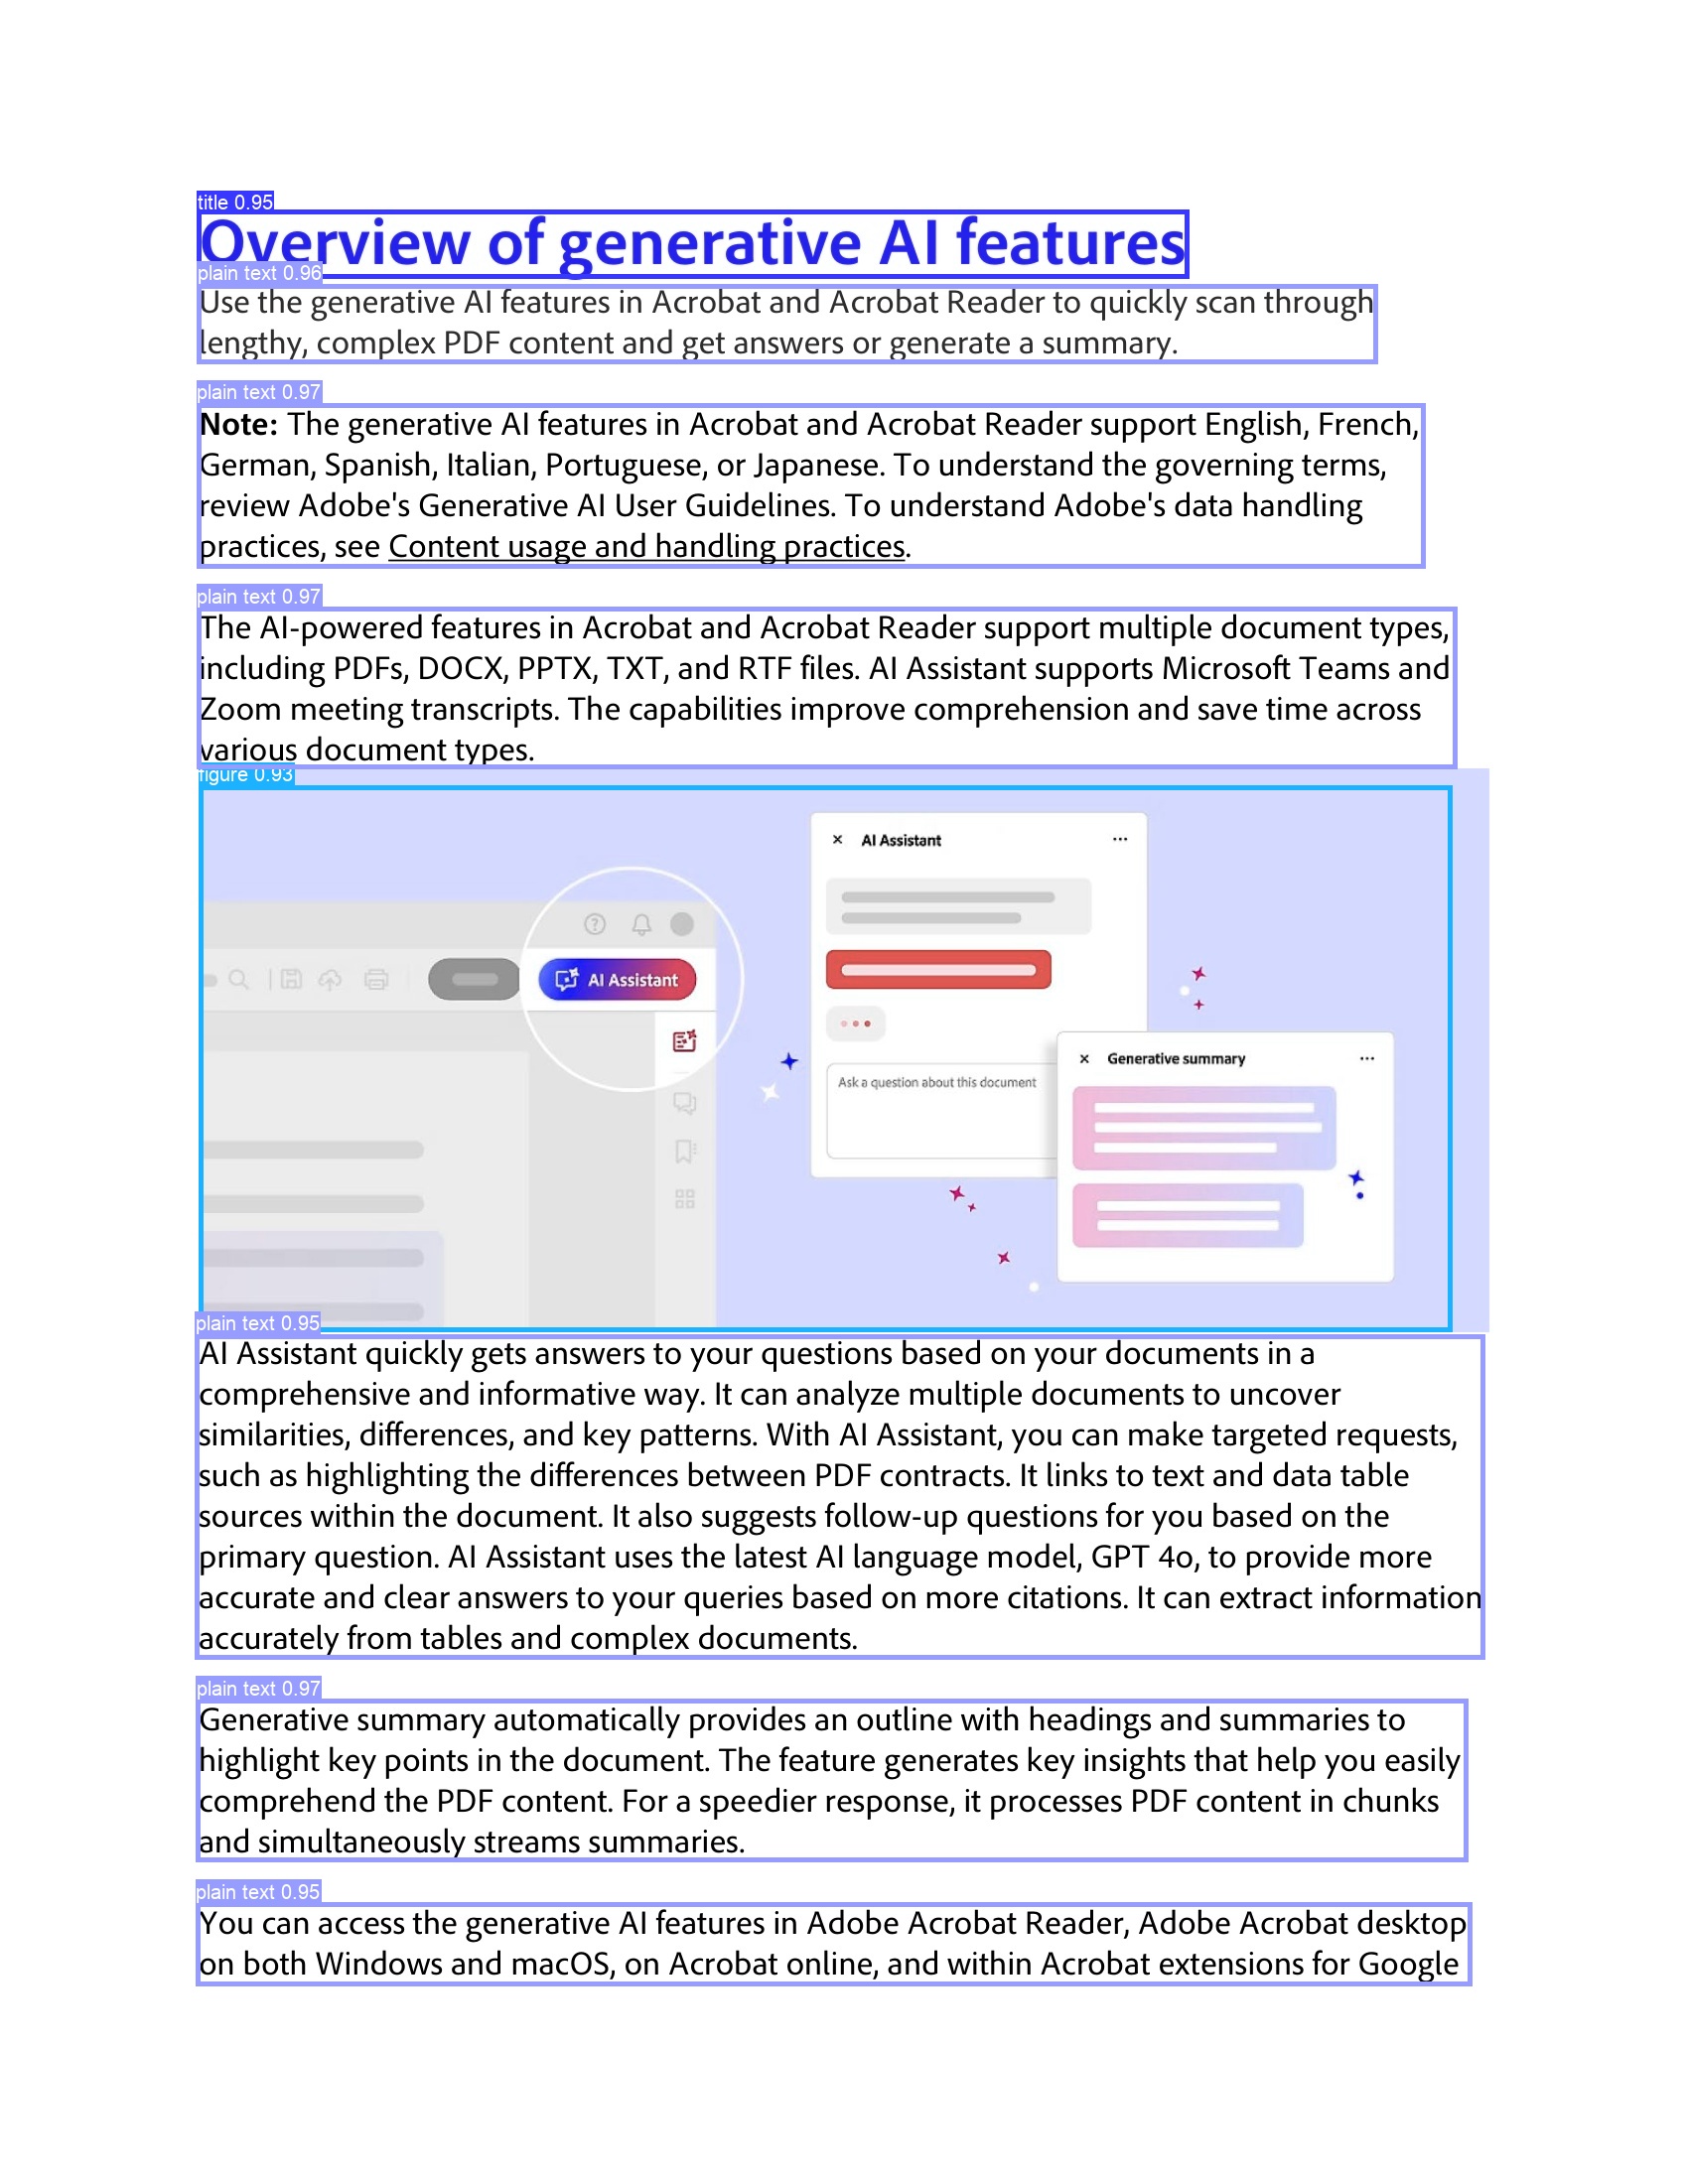 title 0.95
Overview of generative AI features
plain text 0.96
Use the generative AI features in Acrobat and Acrobat Reader to quickly scan through
lengthy, complex PDF content and get answers or generate a summary.
plain text 0.97
Note: The generative AI features in Acrobat and Acrobat Reader support English, French,
German, Spanish, Italian, Portuguese, or Japanese. To understand the governing terms,
review Adobe's Generative AI User Guidelines. To understand Adobe's data handling
practices, see Content usage and handling practices.
plain text 0.97
The AI-powered features in Acrobat and Acrobat Reader support multiple document types,
including PDFs, DOCX, PPTX, TXT, and RTF files. AI Assistant supports Microsoft Teams and
Zoom meeting transcripts. The capabilities improve comprehension and save time across
various document types.
figure 0.93
AI Assistant
AI Assistant
Ask a question about this document
Generative summary
plain text 0.95
AI Assistant quickly gets answers to your questions based on your documents in a
comprehensive and informative way. It can analyze multiple documents to uncover
similarities, differences, and key patterns. With AI Assistant, you can make targeted requests,
such as highlighting the differences between PDF contracts. It links to text and data table
sources within the document. It also suggests follow-up questions for you based on the
primary question. AI Assistant uses the latest AI language model, GPT 4o, to provide more
accurate and clear answers to your queries based on more citations. It can extract information
accurately from tables and complex documents.
plain text 0.97
Generative summary automatically provides an outline with headings and summaries to
highlight key points in the document. The feature generates key insights that help you easily
comprehend the PDF content. For a speedier response, it processes PDF content in chunks
and simultaneously streams summaries.
plain text 0.95
You can access the generative AI features in Adobe Acrobat Reader, Adobe Acrobat desktop
on both Windows and macOS, on Acrobat online, and within Acrobat extensions for Google